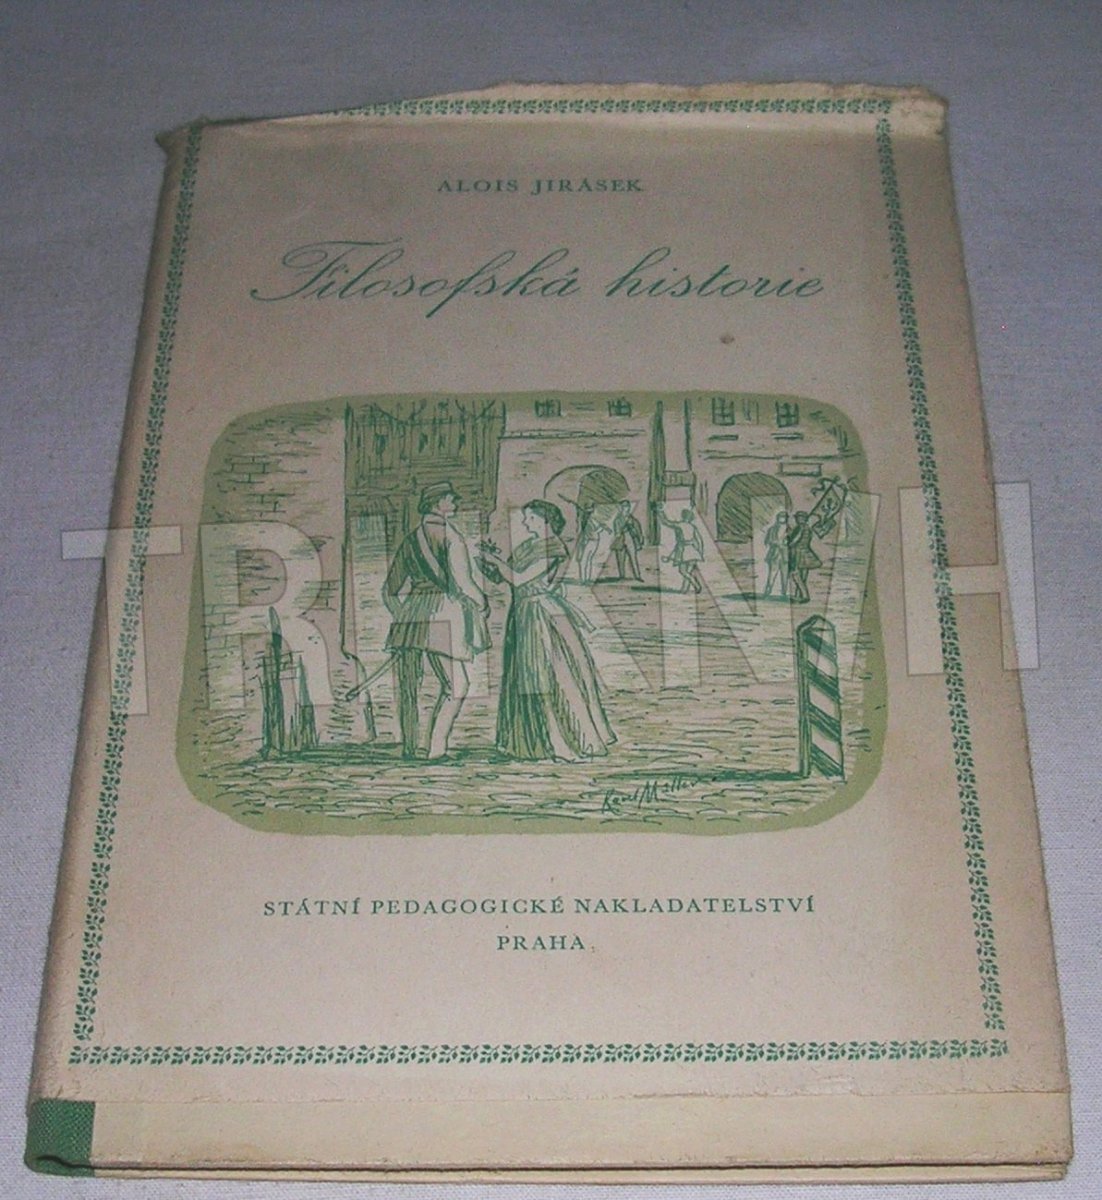 ALOIS JIRÁSEK
Filosofská historie
STÁTNÍ PEDAGOGICKÉ NAKLADATELSTVÍ
PRAHA